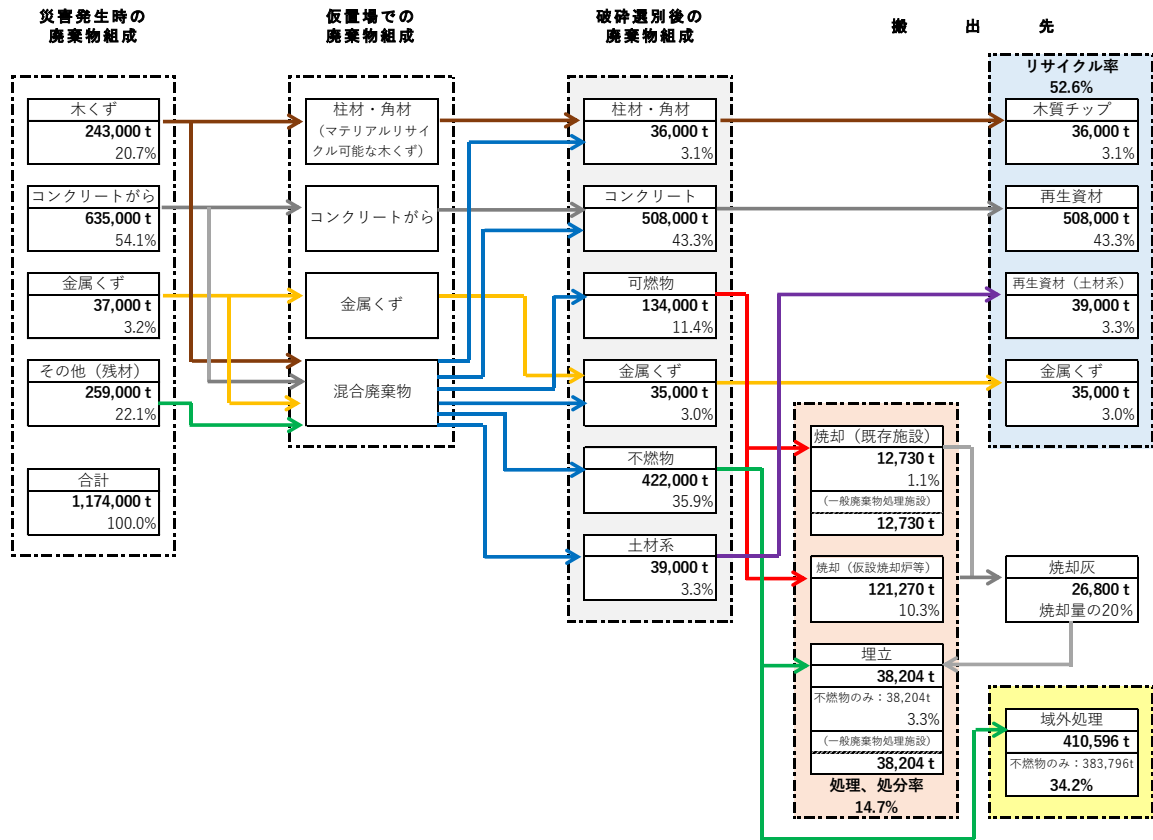 災害発生時の
廃棄物組成
仮置場での
廃棄物組成
破砕選別後の
廃棄物組成
搬 出 先
木くず
243,000 t
20.7%
コンクリートがら
635,000 t
54.1%
金属くず
37,000 t
3.2%
その他（残材）
259,000 t
22.1%
合計
1,174,000 t
100.0%
柱材・角材
（マテリアルリサイ
クル可能な木くず）
コンクリートがら
金属くず
混合廃棄物
柱材・角材
36,000 t
3.1%
コンクリート
508,000 t
43.3%
可燃物
134,000 t
11.4%
金属くず
35,000 t
3.0%
不燃物
422,000 t
35.9%
土材系
39,000 t
3.3%
焼却（既存施設）
12,730 t
1.1%
（一般廃棄物処理施設）
12,730 t
焼却（仮設焼却炉等）
121,270 t
10.3%
埋立
38,204 t
不燃物のみ：38,204t
3.3%
（一般廃棄物処理施設）
38,204 t
処理、処分率
14.7%
リサイクル率
52.6%
木質チップ
36,000 t
3.1%
再生資材
508,000 t
43.3%
再生資材（土材系）
39,000 t
3.3%
金属くず
35,000 t
3.0%
焼却灰
26,800 t
焼却量の20%
域外処理
410,596 t
不燃物のみ：383,796t
34.2%